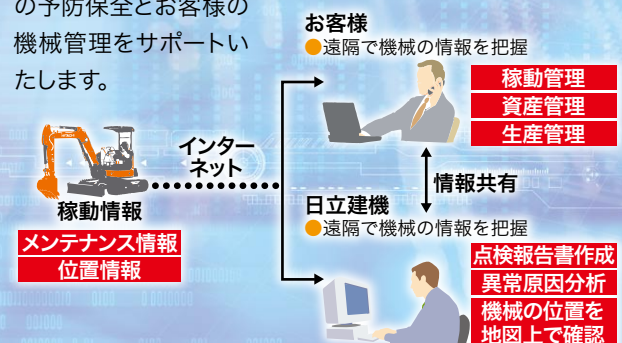 の予防保全とお客様の
機械管理をサポートい
たします。
お客様
●遠隔で機械の情報を把握
稼動管理
資産管理
生産管理
インター
ネット
情報共有
稼動情報
メンテナンス情報
位置情報
日立建機
●遠隔で機械の情報を把握
点検報告書作成
異常原因分析
機械の位置を
地図上で確認